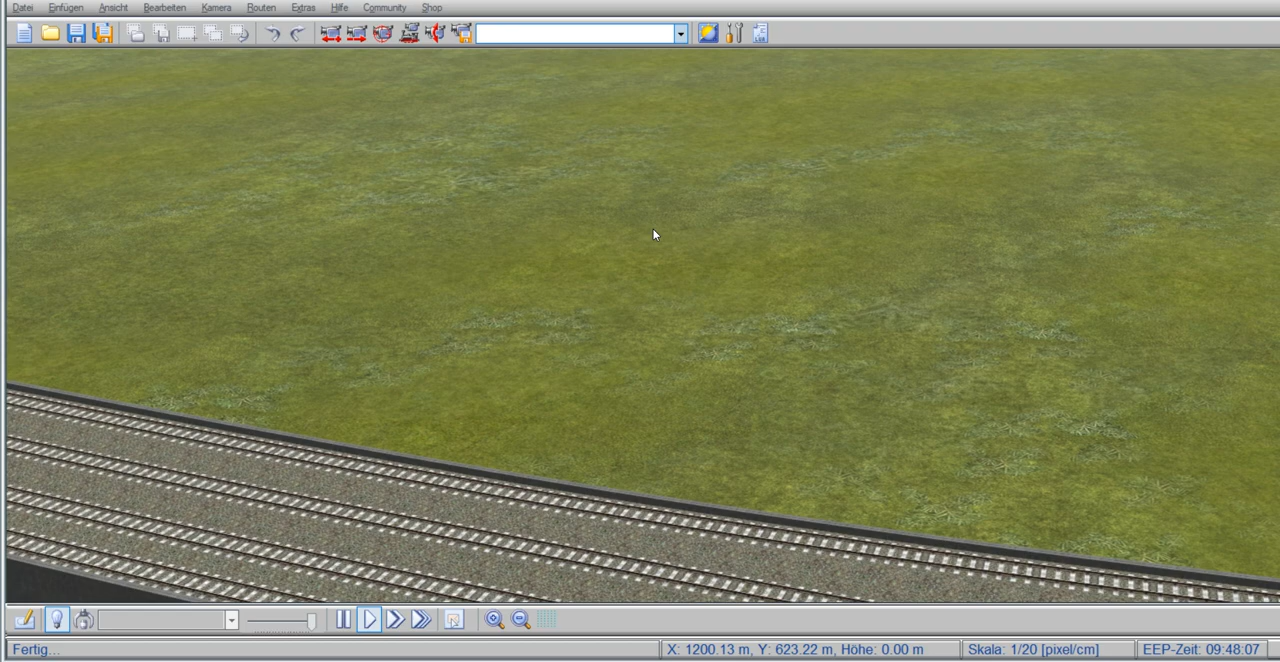 Datei Einfügen Ansicht Bearbeiten Kamera Routen Extras Hilfe Community Shop
Fertig...
X: 1200.13 m, Y: 623.22 m, Höhe: 0.00 m
Skala: 1/20 [pixel/cm]
EEP-Zeit: 09:48:07